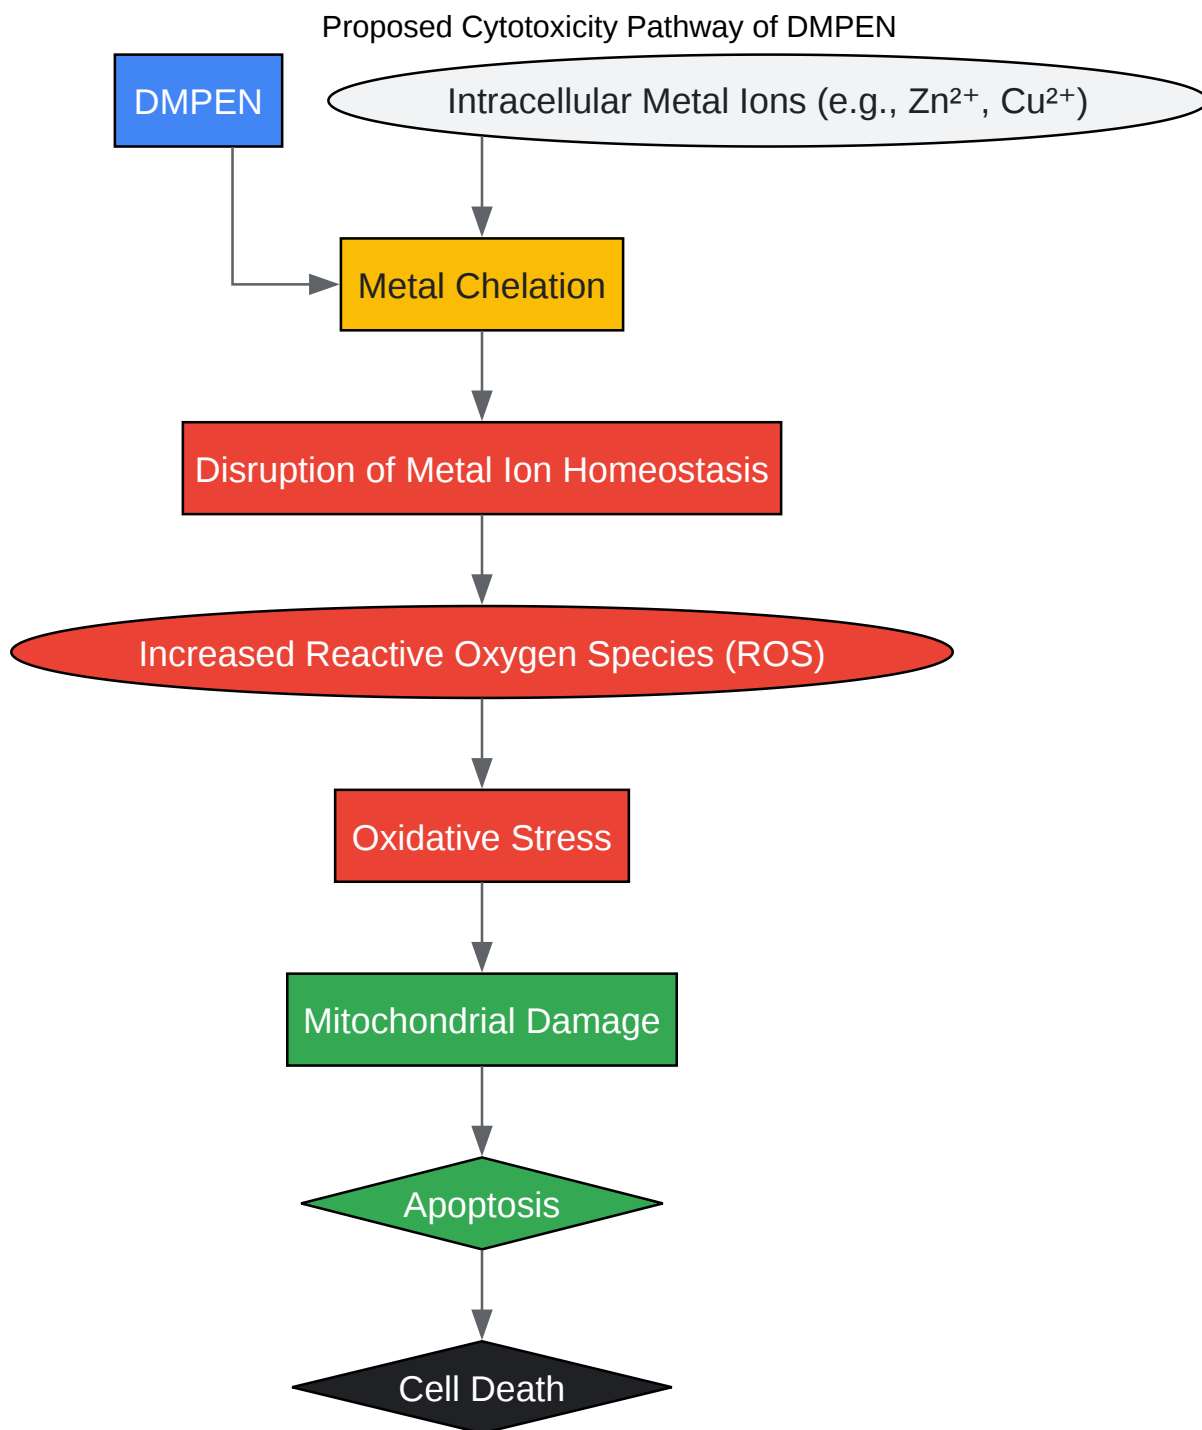 Proposed Cytotoxicity Pathway of DMPEN
DMPEN
Intracellular Metal Ions (e.g., Zn²⁺, Cu²⁺)
Metal Chelation
Disruption of Metal Ion Homeostasis
Increased Reactive Oxygen Species (ROS)
Oxidative Stress
Mitochondrial Damage
Apoptosis
Cell Death